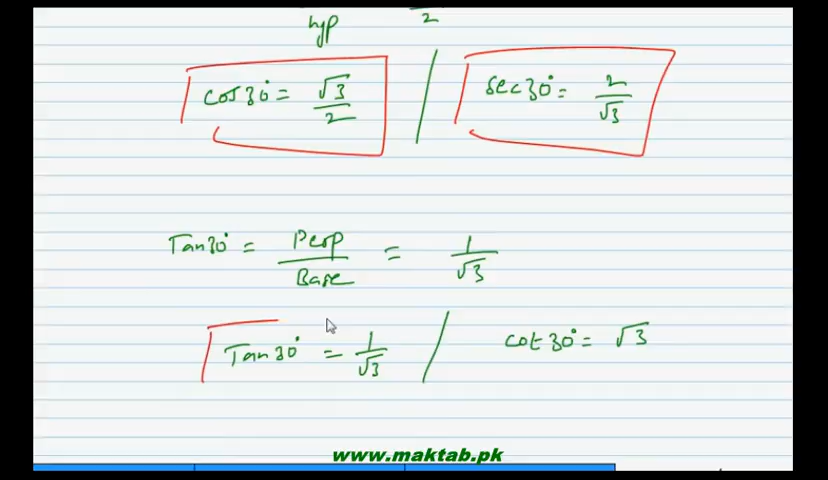 hyp 2
cos 30° = √3/2 / sec 30° = 2/√3
Tan 30° = Perp/Base = 1/√3
Tan 30° = 1/√3 / cot 30° = √3
www.maktab.pk